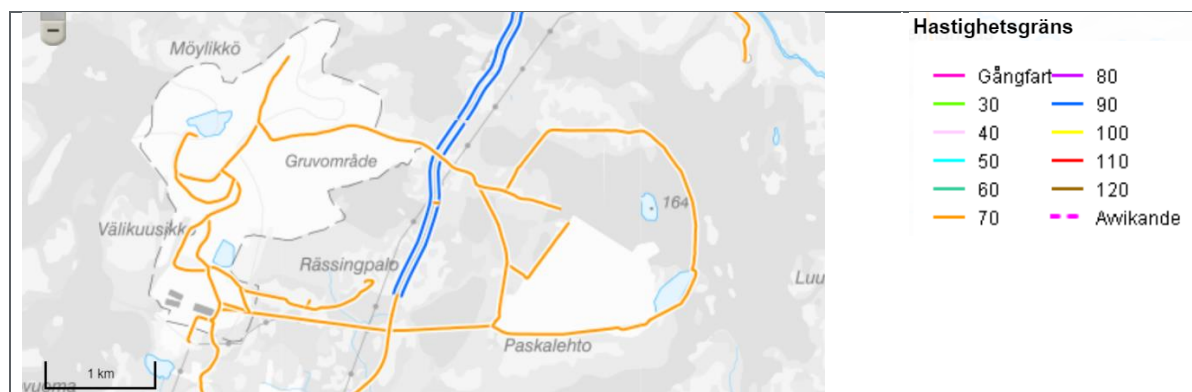 Hastighetsgräns
Möylikkö
Gångfart 80
30 90
Gruvområde
40 100
50 110
164
60 120
Välikuusikko
70 Avvikande
Rässingpalo
Luu
Paskalehto
1 km
vuoma